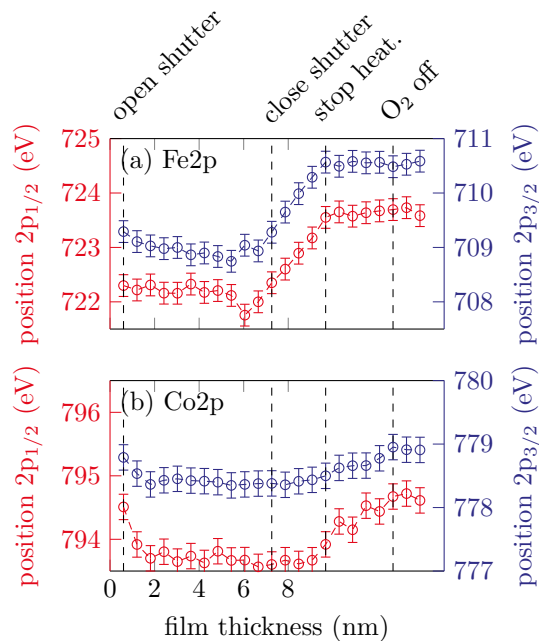 open shutter
close shutter
stop heat.
O₂ off
position 2p₁/₂ (eV)
725
724
723
722
(a) Fe2p
711
710
709
708
position 2p₃/₂ (eV)
position 2p₁/₂ (eV)
796
795
794
(b) Co2p
780
779
778
777
position 2p₃/₂ (eV)
0 2 4 6 8
film thickness (nm)